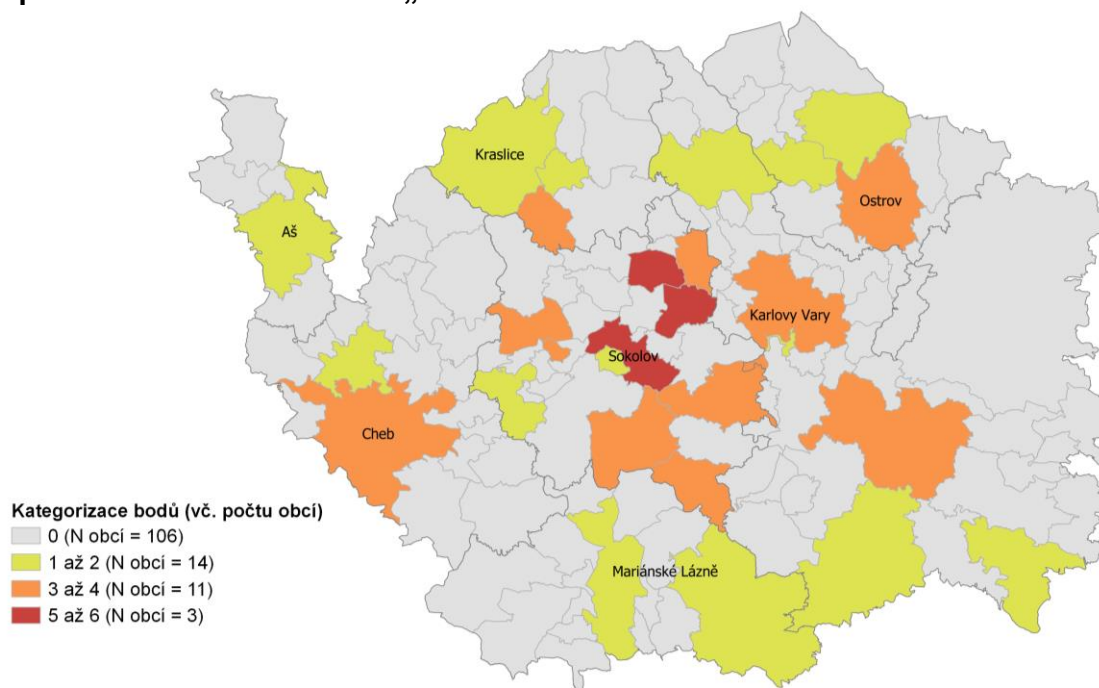 „
Kraslice
Ostrov
Aš
Karlovy Vary
Sokolov
Cheb
Mariánské Lázně
Kategorizace bodů (vč. počtu obcí)
0 (N obcí = 106)
1 až 2 (N obcí = 14)
3 až 4 (N obcí = 11)
5 až 6 (N obcí = 3)